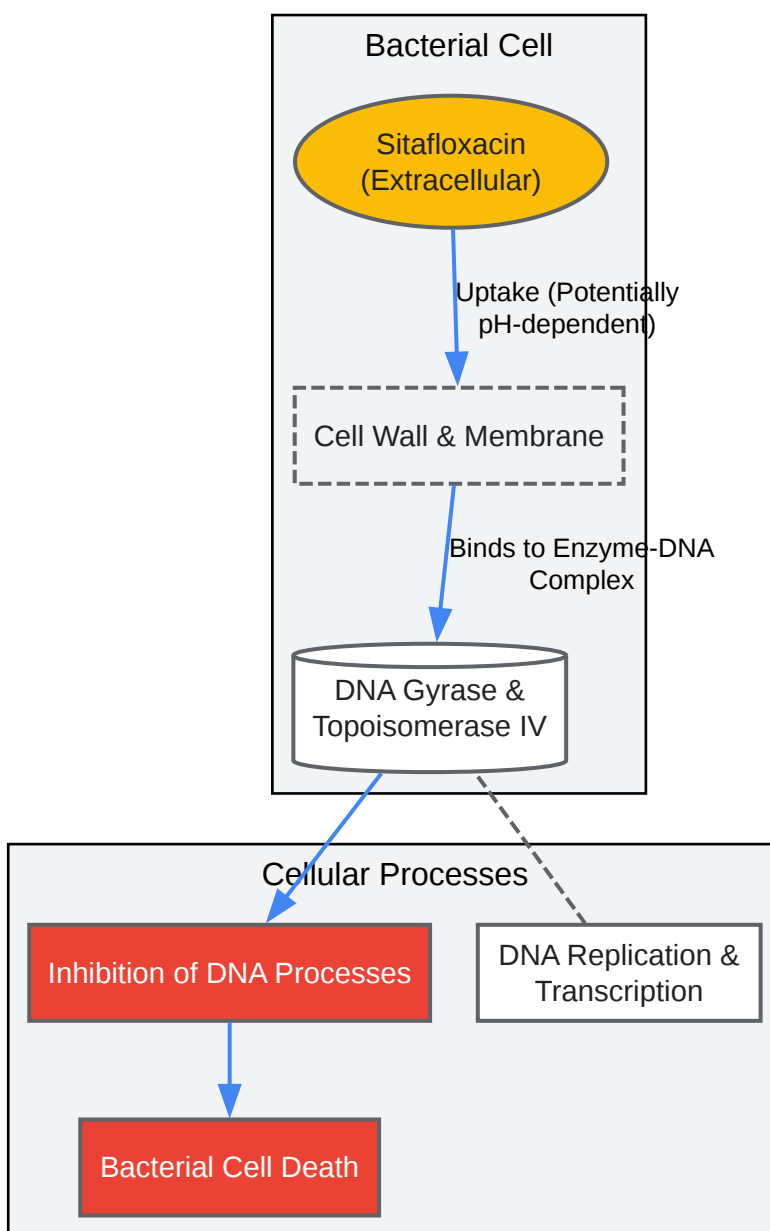 Bacterial Cell
Sitafloxacin
(Extracellular)
Uptake (Potentially
pH-dependent)
Cell Wall & Membrane
Binds to Enzyme-DNA
Complex
DNA Gyrase &
Topoisomerase IV
Cellular Processes
Inhibition of DNA Processes
DNA Replication &
Transcription
Bacterial Cell Death